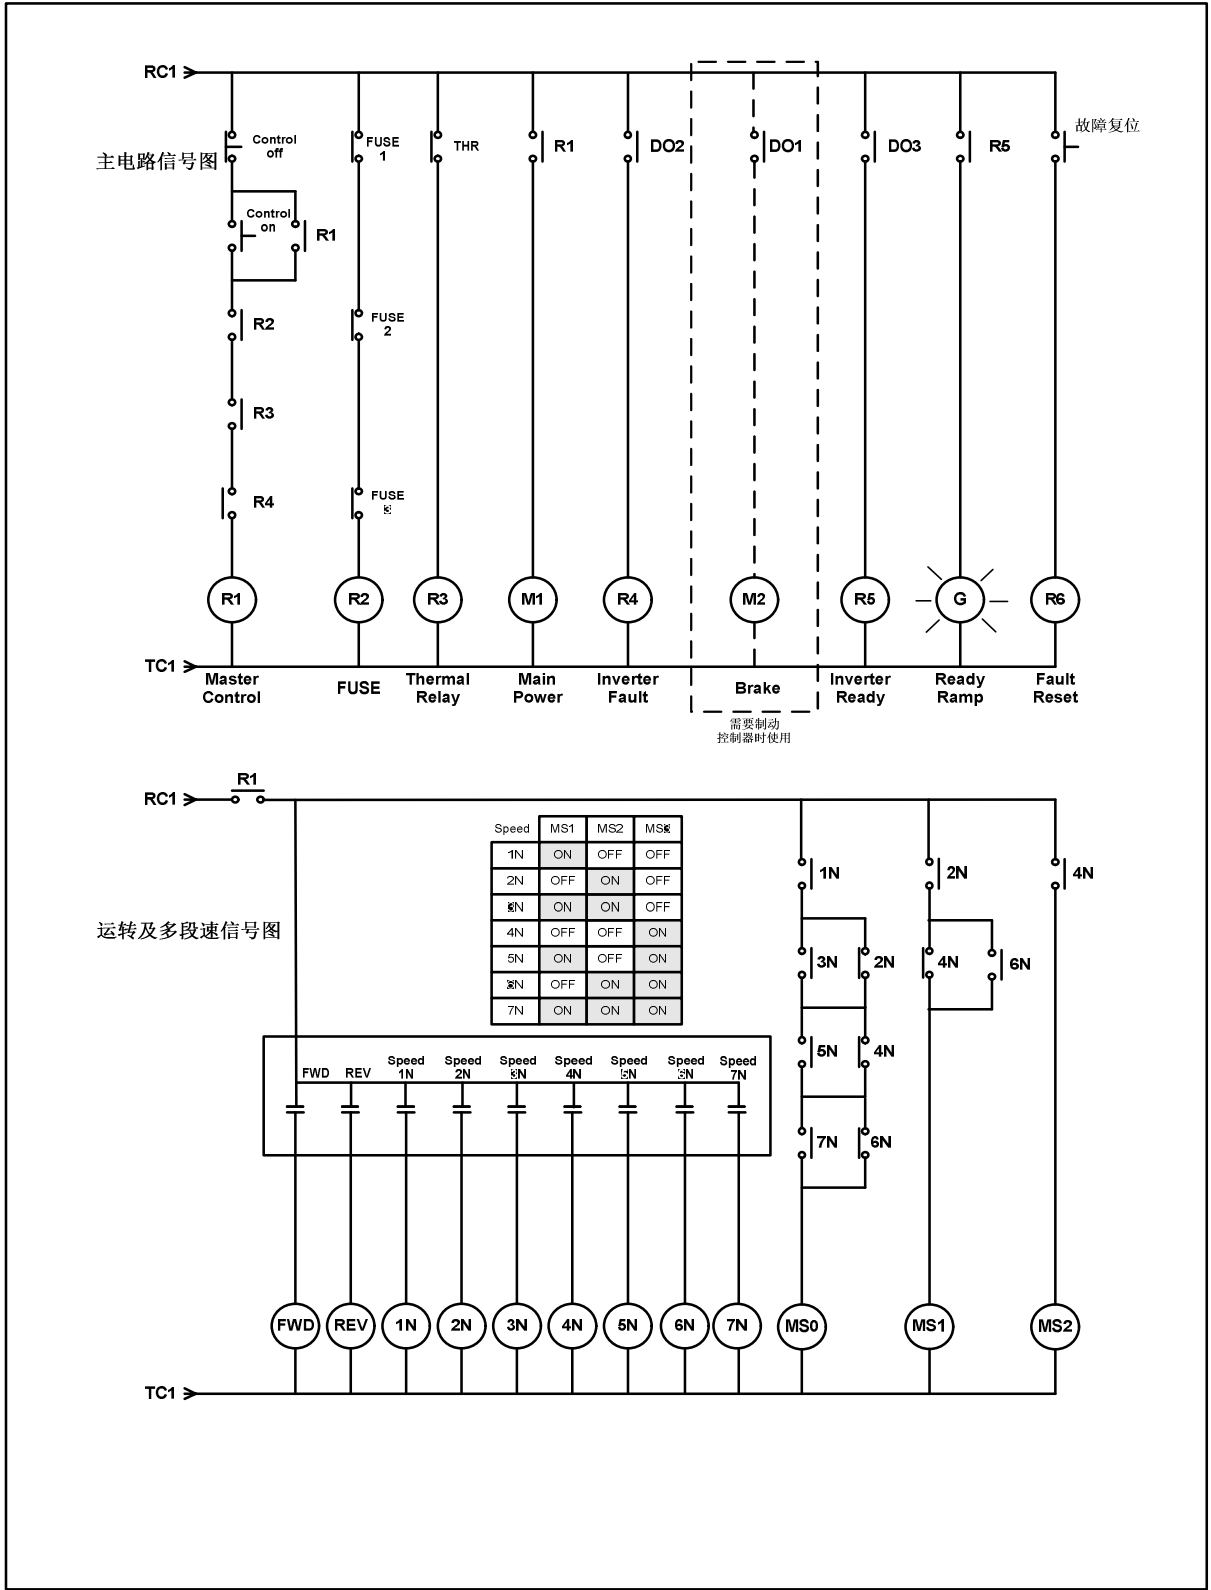 RC1
主电路信号图
Control
off
FUSE
1
THR
R1
DO2
DO1
DO3
R5
故障复位
Control
on
R1
R2
FUSE
2
R3
R4
FUSE
3
R1
R2
R3
M1
R4
M2
R5
G
R6
TC1
Master
Control
FUSE
Thermal
Relay
Main
Power
Inverter
Fault
Brake
Inverter
Ready
Ready
Ramp
Fault
Reset
需要制动
控制器时使用
R1
RC1
运转及多段速信号图
Speed MS1 MS2
1N ON OFF OFF
2N OFF ON OFF
3N ON ON OFF
4N OFF OFF ON
5N ON OFF ON
6N OFF ON ON
7N ON ON ON
1N
2N
4N
3N
2N
4N
6N
5N
4N
7N
6N
FWD
REV
Speed
1N
Speed
2N
Speed
3N
Speed
4N
Speed
5N
Speed
6N
Speed
7N
FWD
REV
1N
2N
3N
4N
5N
6N
7N
MS0
MS1
MS2
TC1